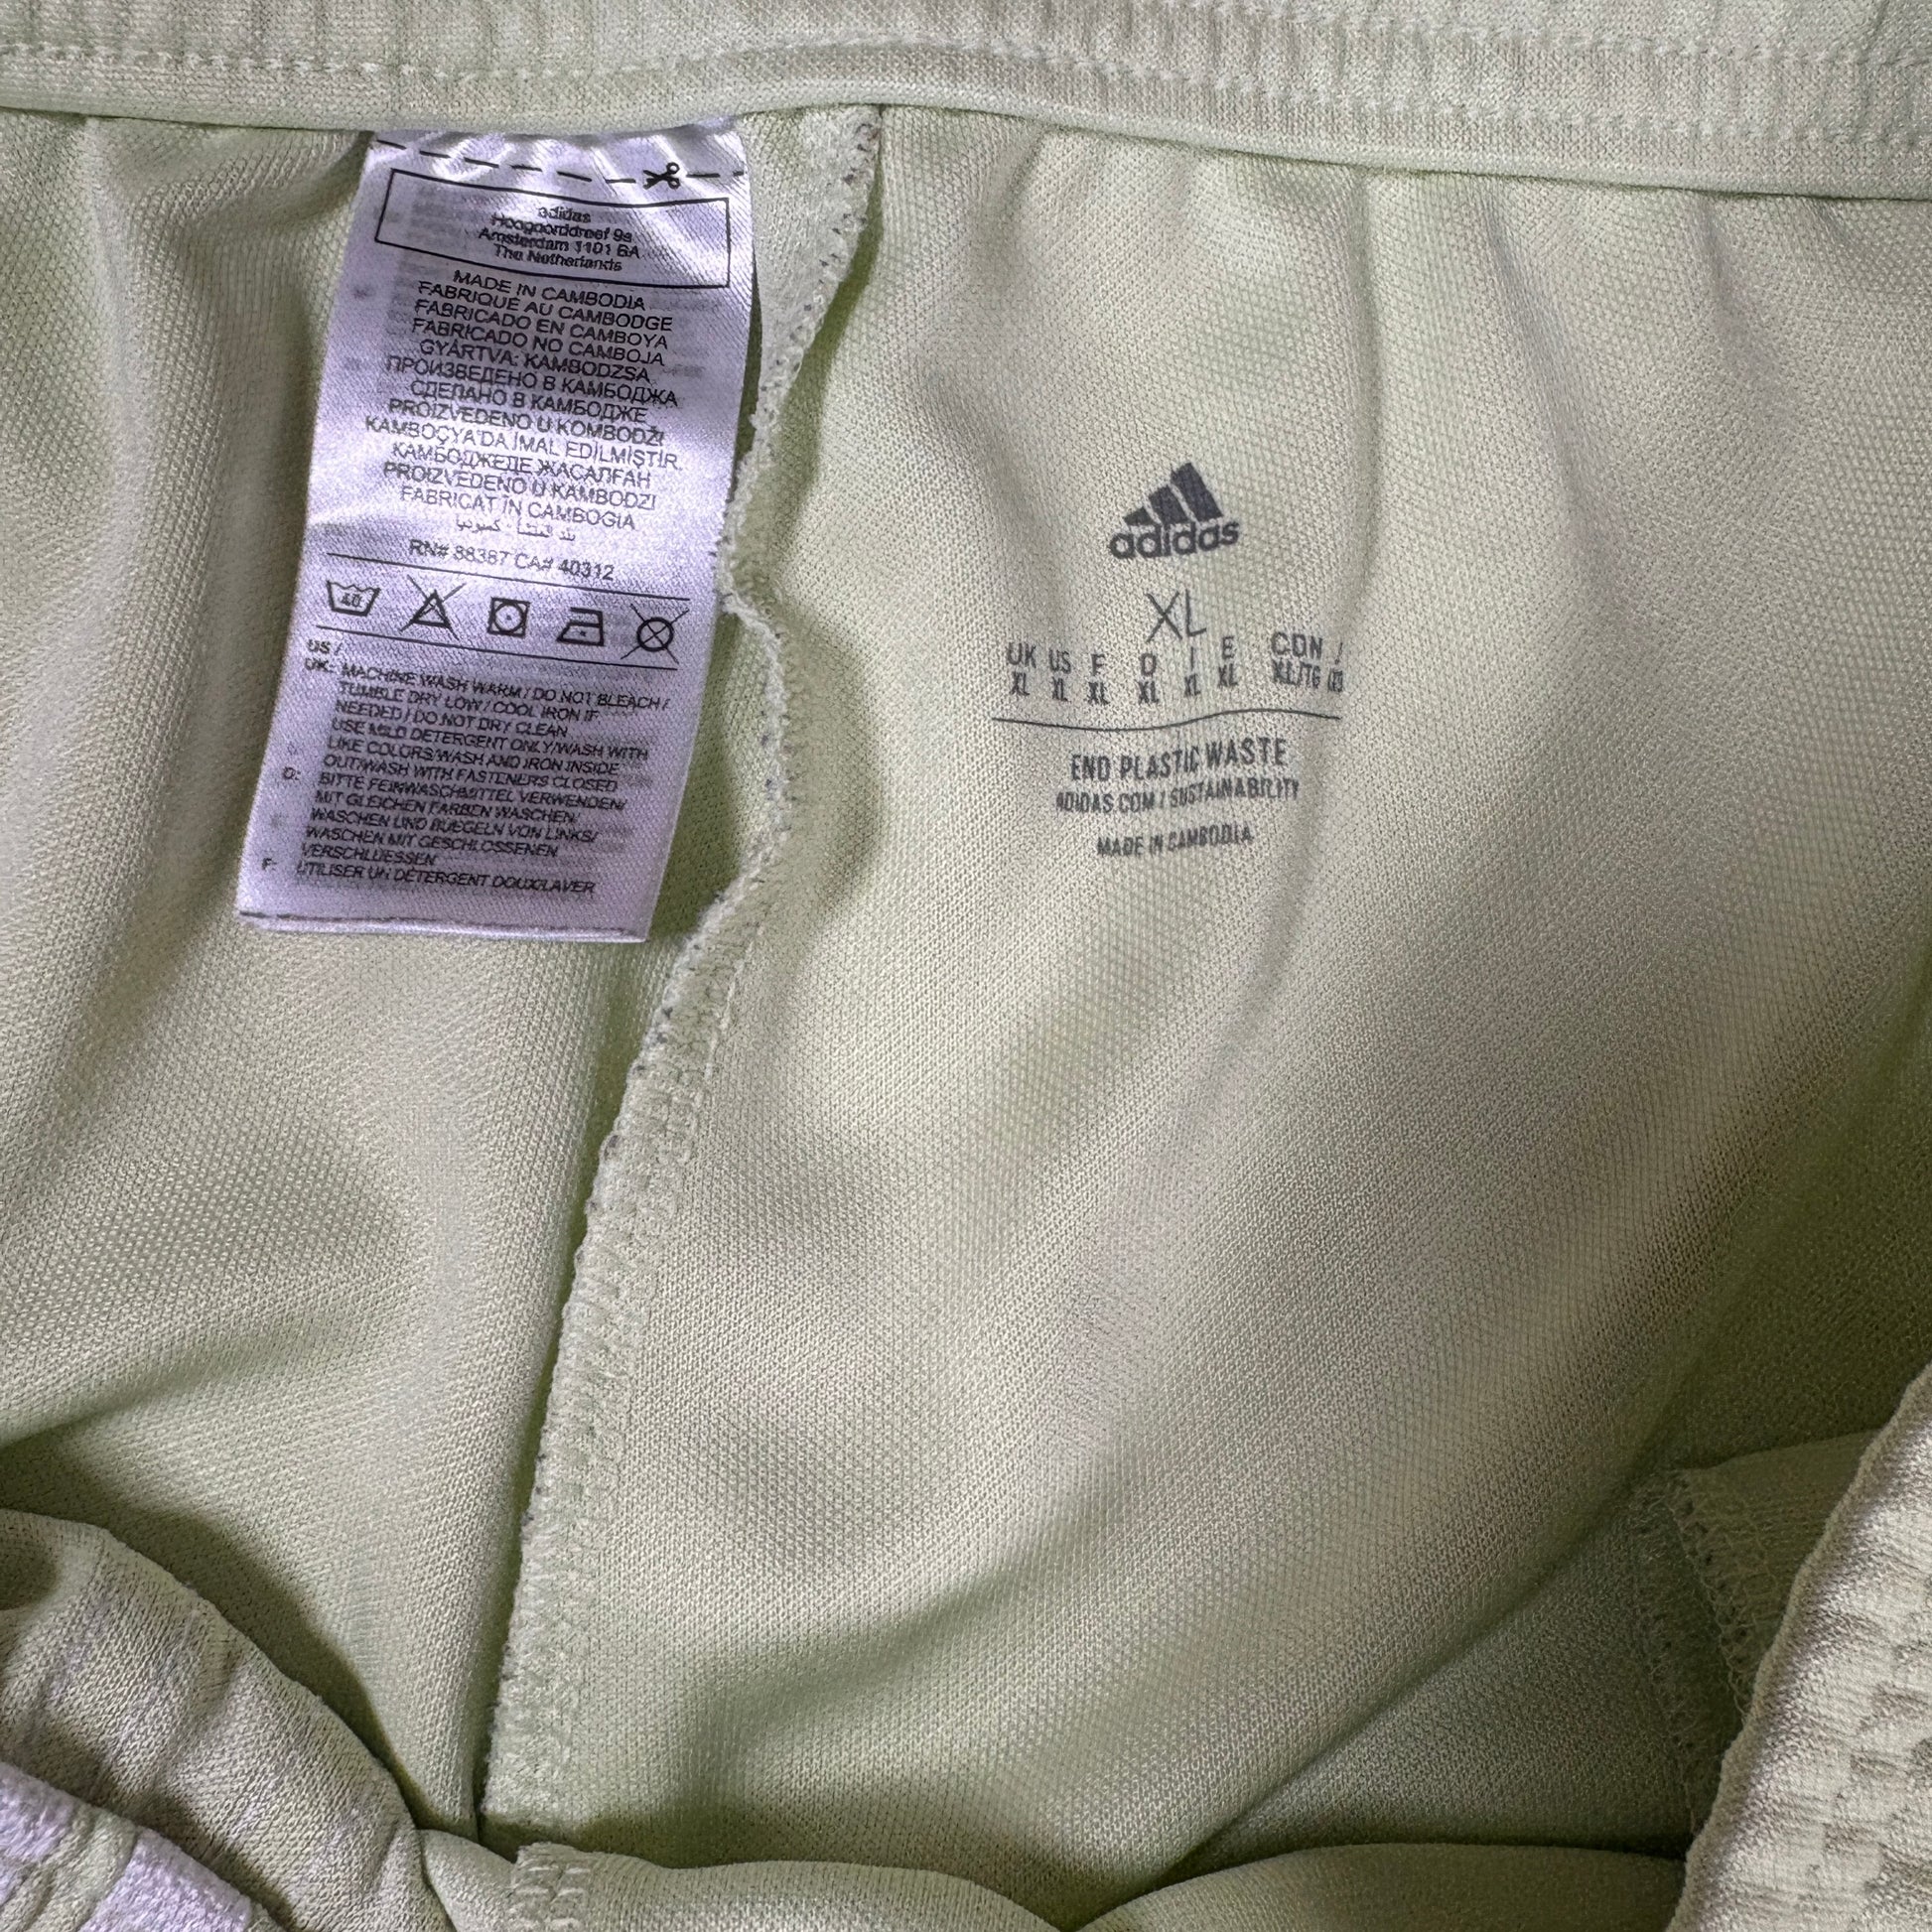 adidas
Hoogoorddreef 9a
Amsterdam 1101 BA
The Netherlands
MADE IN CAMBODIA
FABRIQUE AU CAMBODGE
FABRICADO EN CAMBOYA
FABRICADO NO CAMBOJA
GYÁRTVA: KAMBODZSA
ПРОИЗВЕДЕНО В КАМБОДЖА
СДЕЛАНО В КАМБОДЖЕ
PROIZVEDENO U KOMBODŽI
KAMBOÇYA'DA İMAL EDİLMİŞTİR.
КАМБОДЖЕДЕ ЖАСАЛҒАН
PROIZVEDENO U KAMBODZI
FABRICAT ÎN CAMBOGIA
بلد المنشأ - كمبوديا
RN# 88387 CA# 40312
40
US /
UK: MACHINE WASH WARM / DO NOT BLEACH /
TUMBLE DRY LOW / COOL IRON IF
NEEDED / DO NOT DRY CLEAN
USE MILD DETERGENT ONLY/WASH WITH
LIKE COLORS/WASH AND IRON INSIDE
OUT/WASH WITH FASTENERS CLOSED
D: BITTE FEINWASCHMITTEL VERWENDEN/
MIT GLEICHEN FARBEN WASCHEN/
WASCHEN UND BUEGELN VON LINKS/
WASCHEN MIT GESCHLOSSENEN
VERSCHLUESSEN
F: UTILISER UN DÉTERGENT DOUX/LAVER
adidas
XL
UK US F D I E CDN J
XL XL XL XL XL XL XL/TG
END PLASTIC WASTE
ADIDAS.COM / SUSTAINABILITY
MADE IN CAMBODIA